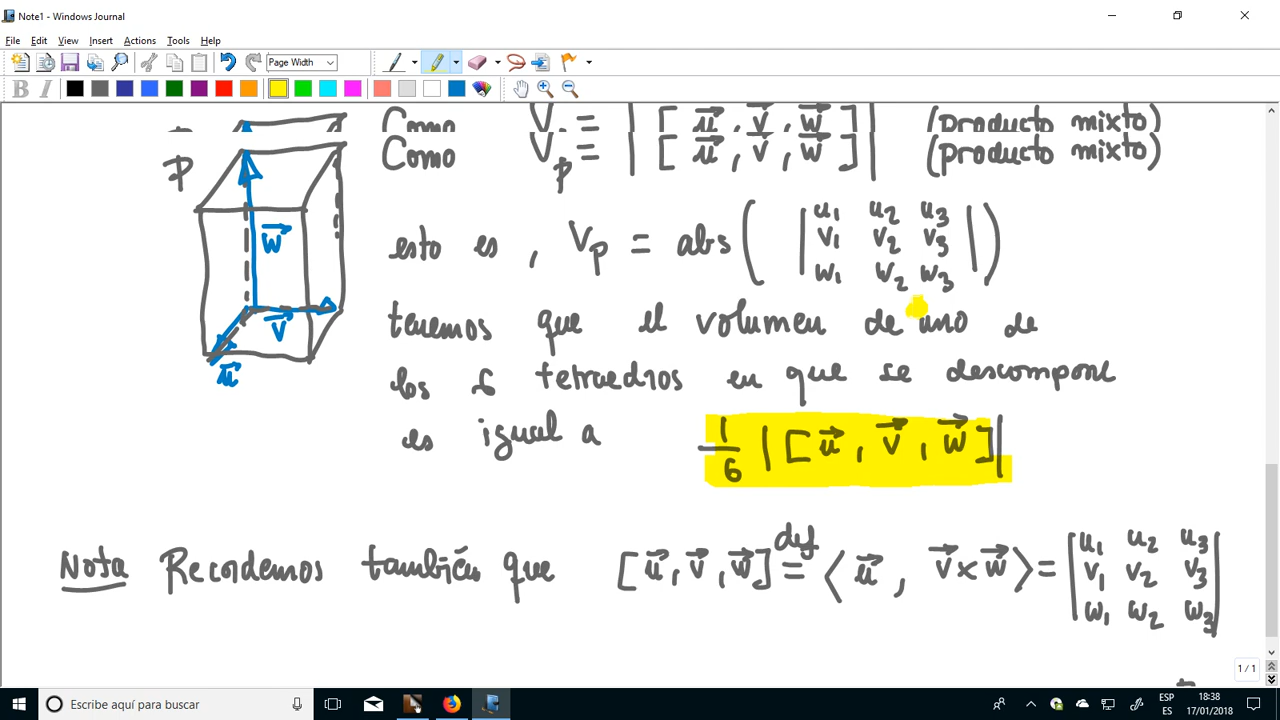 Note1 - Windows Journal
File Edit View Insert Actions Tools Help
Page Width
B I
Como V. = | [ u⃗, v⃗, w⃗ ] | (producto mixto)
P Como V_P = | [ u⃗, v⃗, w⃗ ] | (producto mixto)
w⃗
v⃗
u⃗
esto es, V_P = abs ( | u₁ u₂ u₃
v₁ v₂ v₃
w₁ w₂ w₃ | )
tenemos que el volumen de uno de
los 6 tetraedros en que se descompone
es igual a 1/6 | [ u⃗, v⃗, w⃗ ] |
Nota Recordemos también que [ u⃗, v⃗, w⃗ ] def = ⟨ u⃗, v⃗ × w⃗ ⟩ = | u₁ u₂ u₃
v₁ v₂ v₃
w₁ w₂ w₃ |
1 / 1
Escribe aquí para buscar
ESP 18:38
ES 17/01/2018